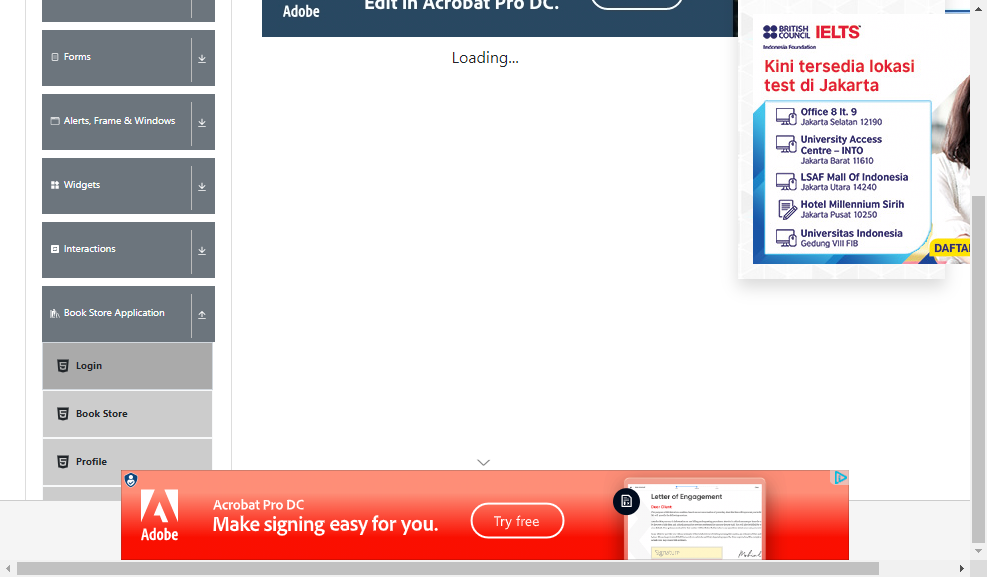 Adobe
Edit in Acrobat Pro DC.
Loading...
Forms
Alerts, Frame & Windows
Widgets
Interactions
Book Store Application
Login
Book Store
Profile
BRITISH COUNCIL
IELTS
Indonesia Foundation
Kini tersedia lokasi
test di Jakarta
Office 8 lt. 9
Jakarta Selatan 12190
University Access
Centre – INTO
Jakarta Barat 11610
LSAF Mall Of Indonesia
Jakarta Utara 14240
Hotel Millennium Sirih
Jakarta Pusat 10250
Universitas Indonesia
Gedung VIII FIB
DAFTA
Adobe
Acrobat Pro DC
Make signing easy for you.
Try free
Letter of Engagement
Dear Client
Signature